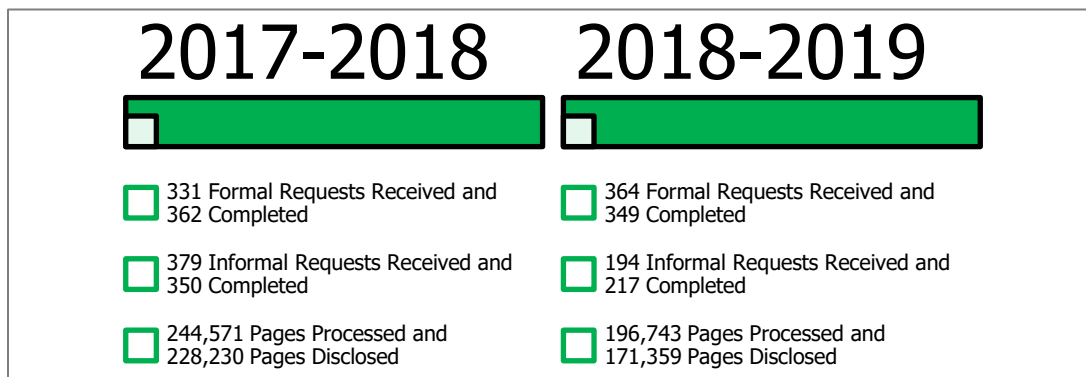 2017-2018
331 Formal Requests Received and
362 Completed
379 Informal Requests Received and
350 Completed
244,571 Pages Processed and
228,230 Pages Disclosed
2018-2019
364 Formal Requests Received and
349 Completed
194 Informal Requests Received and
217 Completed
196,743 Pages Processed and
171,359 Pages Disclosed